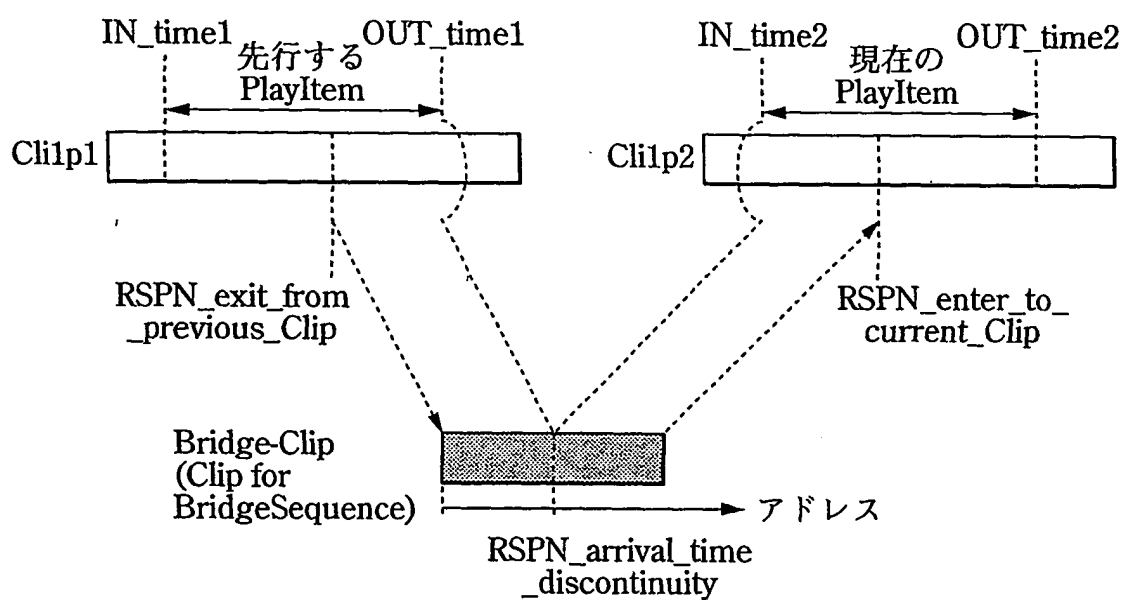 IN_time1
OUT_time1
先行する
PlayItem
IN_time2
OUT_time2
現在の
PlayItem
Cli1p1
Cli1p2
RSPN_exit_from
_previous_Clip
RSPN_enter_to_
current_Clip
Bridge-Clip
(Clip for
BridgeSequence)
アドレス
RSPN_arrival_time
_discontinuity